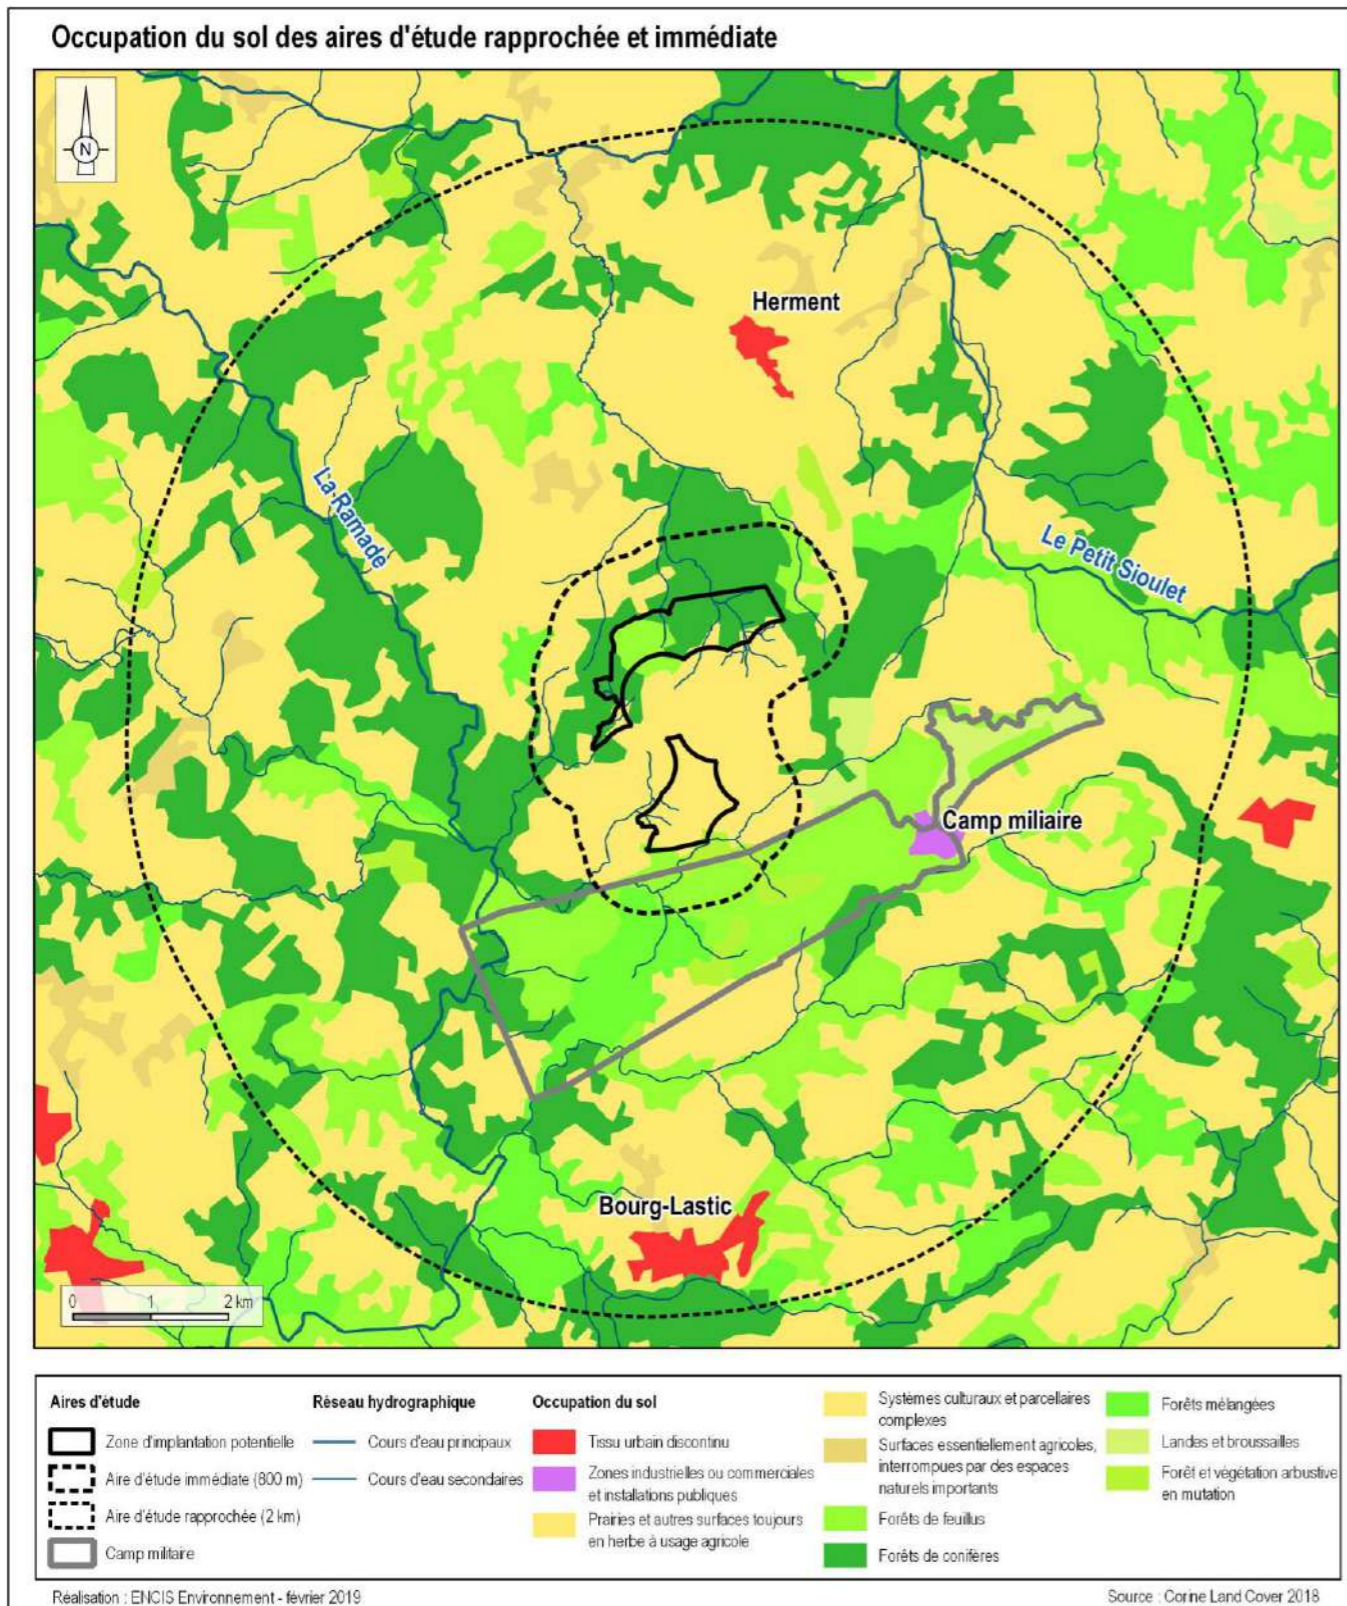 Occupation du sol des aires d'étude rapprochée et immédiate
N
Herment
La Ramade
Le Petit Sioulet
Camp miliaire
Bourg-Lastic
0 1 2 km
Aires d'étude
Zone d'implantation potentielle
Aire d'étude immédiate (800 m)
Aire d'étude rapprochée (2 km)
Camp militaire
Réseau hydrographique
Cours d'eau principaux
Cours d'eau secondaires
Occupation du sol
Tissu urbain discontinu
Zones industrielles ou commerciales
et installations publiques
Prairies et autres surfaces toujours
en herbe à usage agricole
Systèmes culturaux et parcellaires
complexes
Surfaces essentiellement agricoles,
interrompues par des espaces
naturels importants
Forêts de feuillus
Forêts de conifères
Forêts mélangées
Landes et broussailles
Forêt et végétation arbustive
en mutation
Réalisation : ENCIS Environnement - février 2019
Source : Corine Land Cover 2018